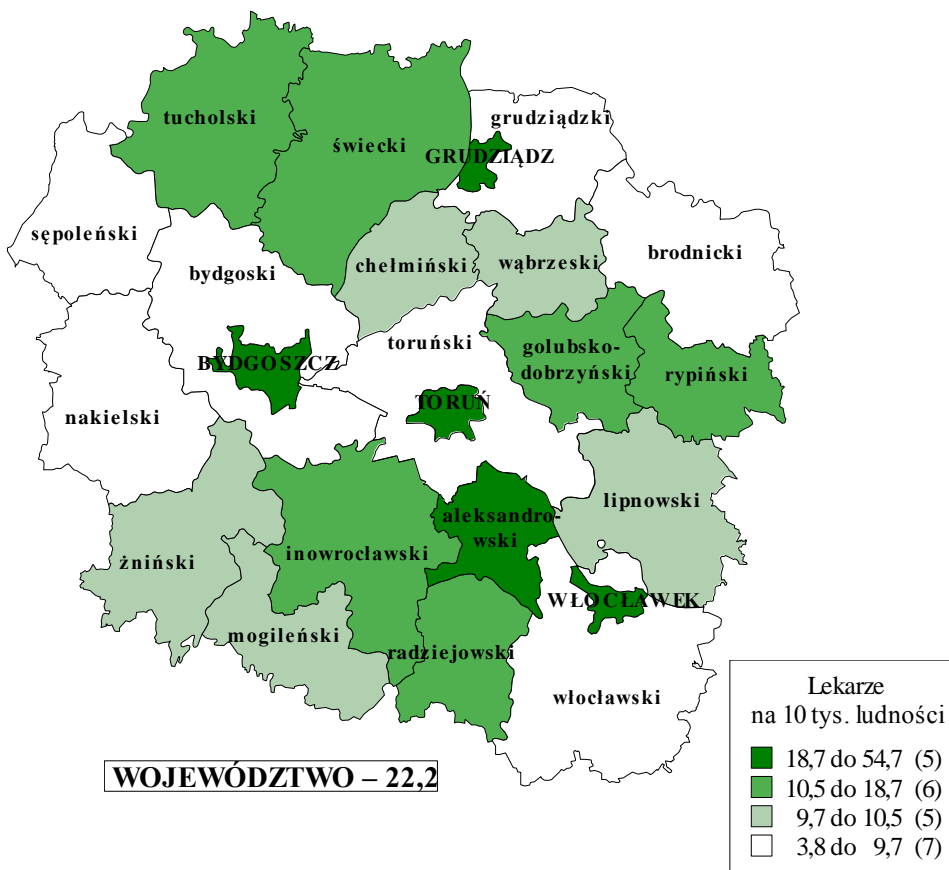 tucholski
grudziądzki
świecki
GRUDZIĄDZ
sępoleński
bydgoski
chełmiński
wąbrzeski
brodnicki
toruński
golubsko-
dobrzyński
rypiński
BYDGOSZCZ
TORUŃ
nakielski
lipnowski
aleksandro-
wski
inowrocławski
żniński
WŁOCŁAWEK
mogileński
radziejowski
włocławski
WOJEWÓDZTWO – 22,2
Lekarze
na 10 tys. ludności
18,7 do 54,7 (5)
10,5 do 18,7 (6)
9,7 do 10,5 (5)
3,8 do 9,7 (7)